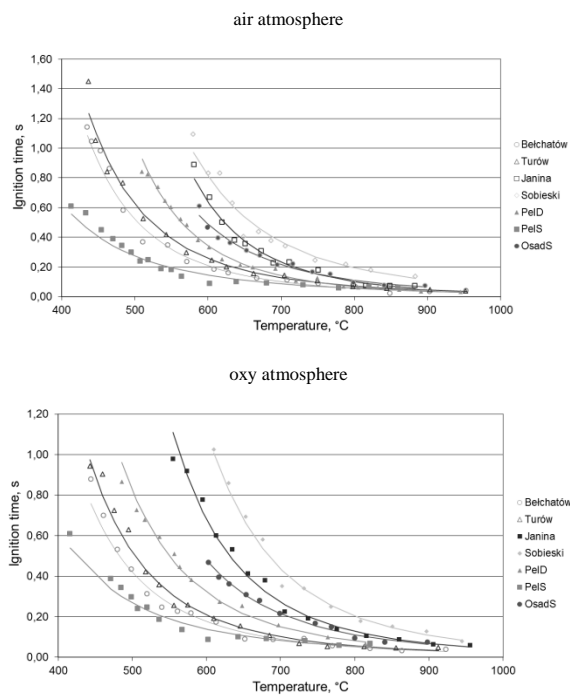 air atmosphere
1,60
1,40
1,20
1,00
0,80
0,60
0,40
0,20
0,00
Ignition time, s
400 500 600 700 800 900 1000
Temperature, °C
Bełchatów
Turów
Janina
Sobieski
PelD
PelS
OsadS
oxy atmosphere
1,20
1,00
0,80
0,60
0,40
0,20
0,00
Ignition time, s
400 500 600 700 800 900 1000
Temperature, °C
Bełchatów
Turów
Janina
Sobieski
PelD
PelS
OsadS